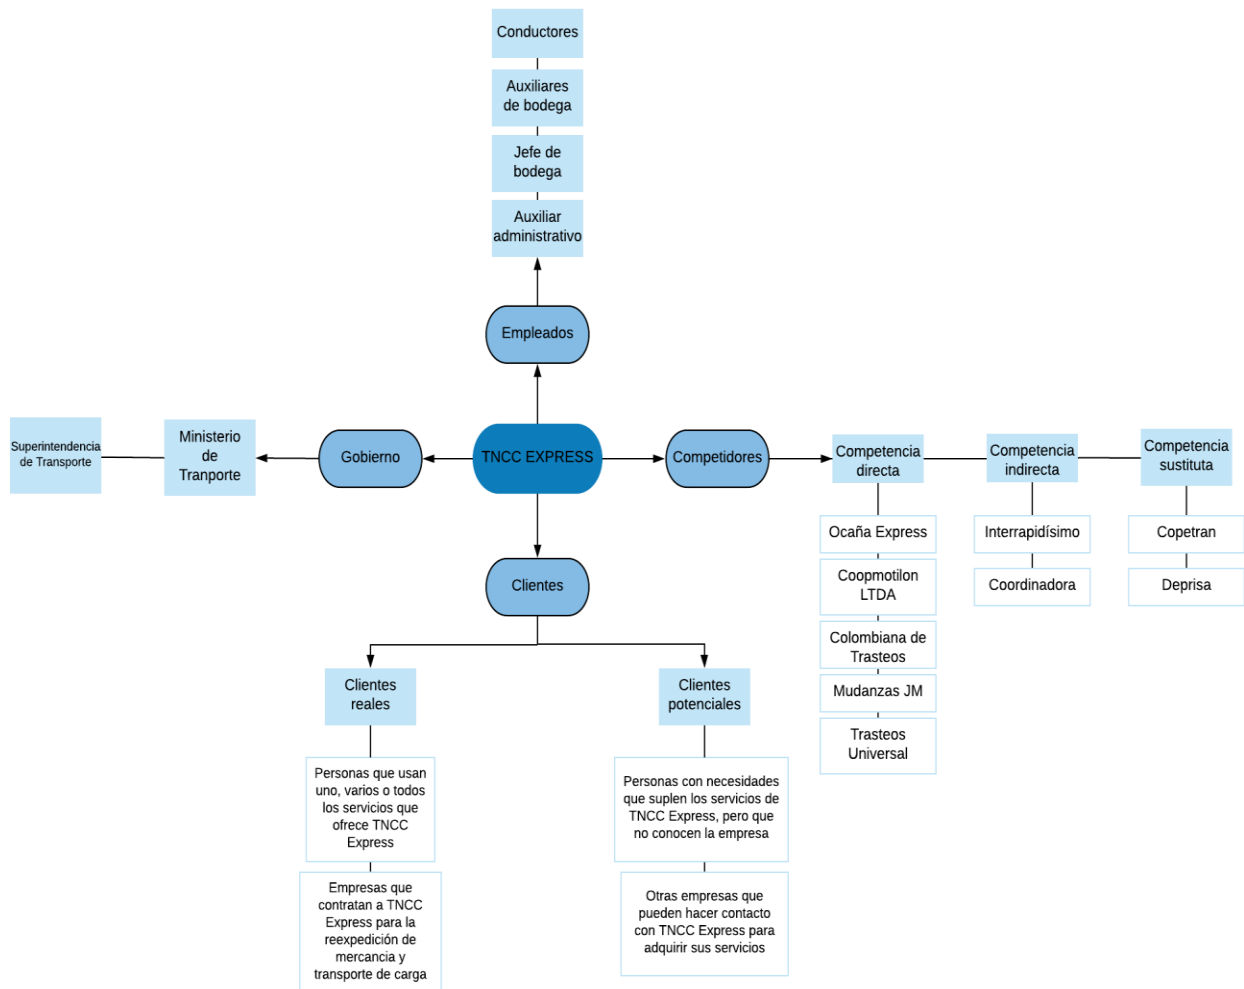 Conductores
Auxiliares
de bodega
Jefe de
bodega
Auxiliar
administrativo
Empleados
Superintendencia
de Transporte
Ministerio
de
Tranporte
Gobierno
TNCC EXPRESS
Competidores
Competencia
directa
Competencia
indirecta
Competencia
sustituta
Ocaña Express
Coopmotilon
LTDA
Colombiana de
Trasteos
Mudanzas JM
Trasteos
Universal
Interrapidísimo
Coordinadora
Copetran
Deprisa
Clientes
Clientes
reales
Personas que usan
uno, varios o todos
los servicios que
ofrece TNCC
Express
Empresas que
contratan a TNCC
Express para la
reexpedición de
mercancia y
transporte de carga
Clientes
potenciales
Personas con necesidades
que suplen los servicios de
TNCC Express, pero que
no conocen la empresa
Otras empresas que
pueden hacer contacto
con TNCC Express para
adquirir sus servicios